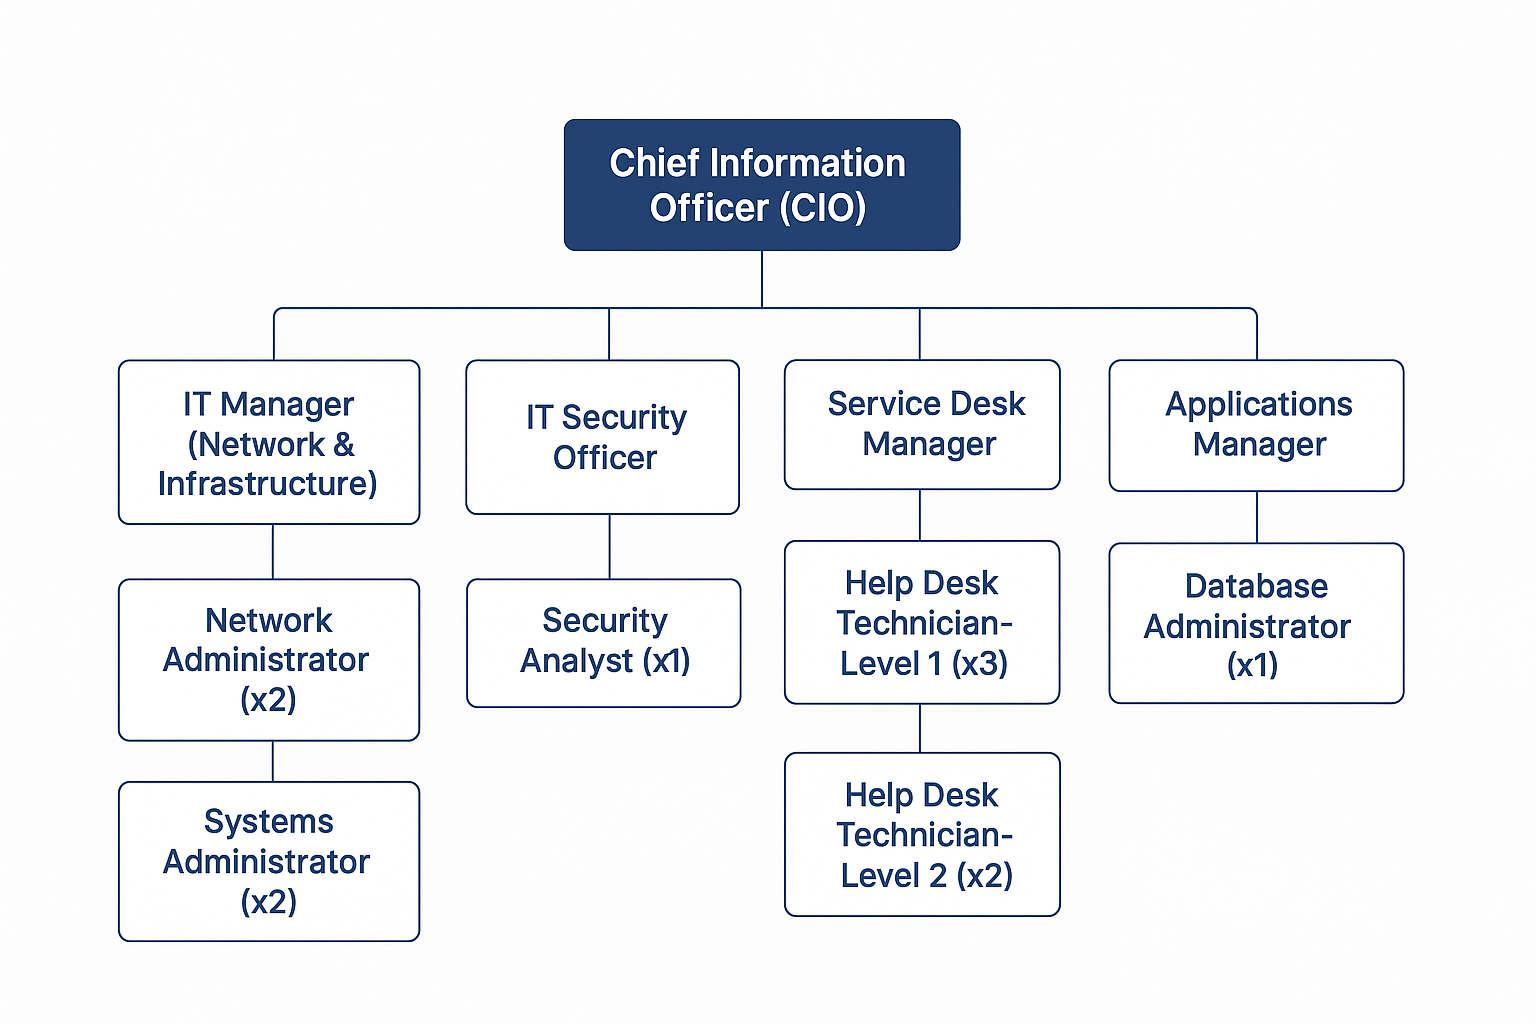 Chief Information
Officer (CIO)
IT Manager
(Network &
Infrastructure)
IT Security
Officer
Service Desk
Manager
Applications
Manager
Network
Administrator
(x2)
Security
Analyst (x1)
Help Desk
Technician-
Level 1 (x3)
Database
Administrator
(x1)
Systems
Administrator
(x2)
Help Desk
Technician-
Level 2 (x2)